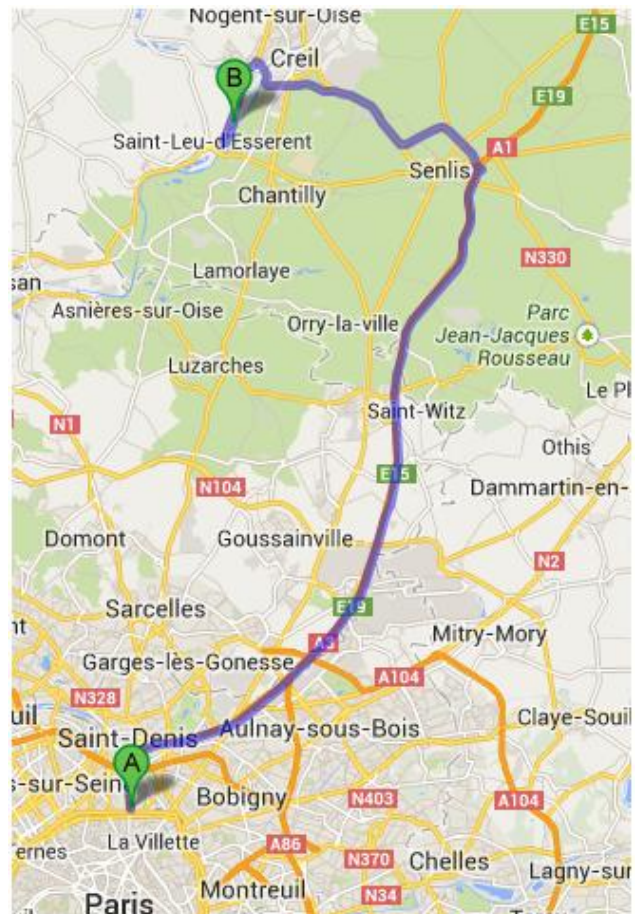 Nogent-sur-Oise
E15
Creil
B
E19
Saint-Leu-d'Esserent
A1
Senlis
Chantilly
N330
Lamorlaye
san
Asnières-sur-Oise
Orry-la-ville
Parc
Jean-Jacques
Rousseau
Luzarches
Le Pl
Saint-Witz
N1
Othis
E15
N104
Dammartin-en-
Domont
Goussainville
N2
E19
nt
Sarcelles
A3
Mitry-Mory
Garges-lès-Gonesse
A104
N328
euil
Claye-Souil
Saint-Denis
Aulnay-sous-Bois
A
s-sur-Seine
Bobigny
N403
A104
La Villette
A86
ernes
N370
Chelles
Lagny-sur
Montreuil
N34
Paris